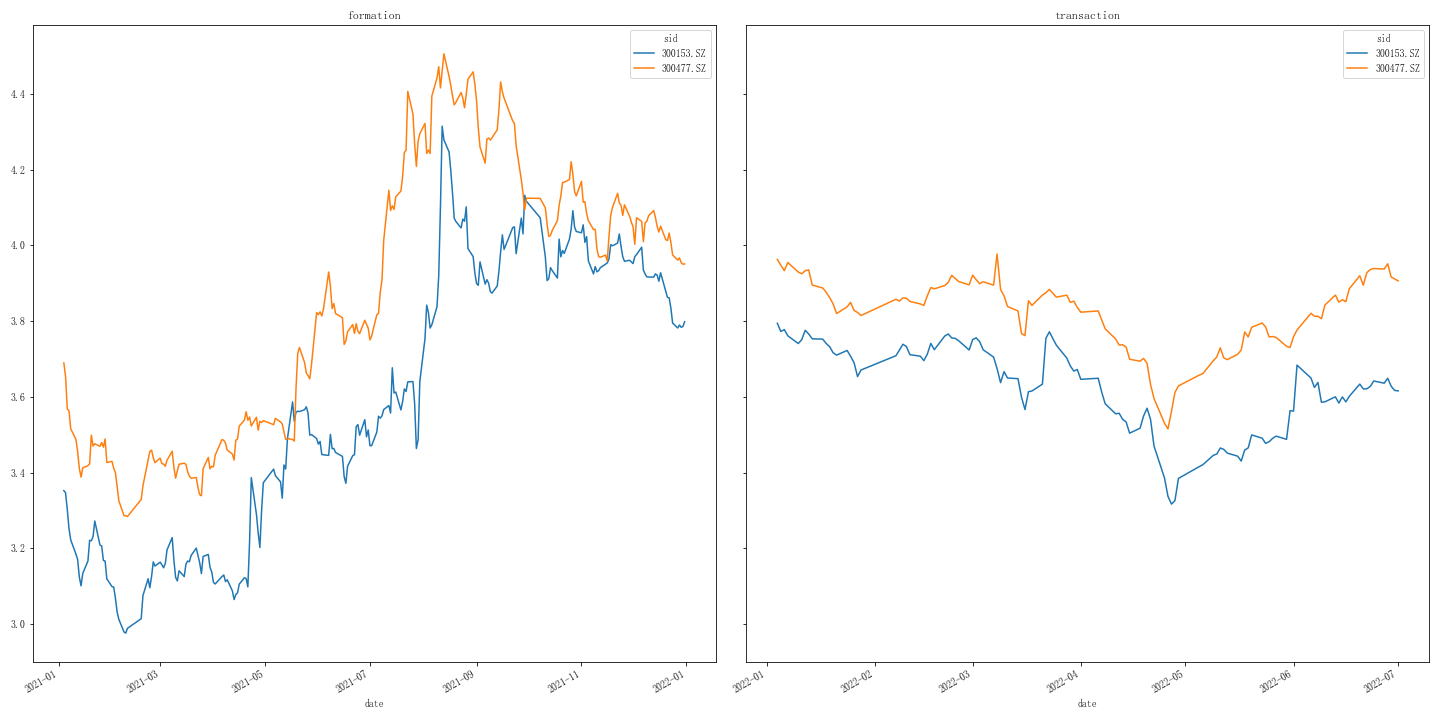 formation
sid
300153.SZ
300477.SZ
4.4
4.2
4.0
3.8
3.6
3.4
3.2
3.0
2021-01
2021-03
2021-05
2021-07
2021-09
2021-11
2022-01
date
transaction
sid
300153.SZ
300477.SZ
2022-01
2022-02
2022-03
2022-04
2022-05
2022-06
2022-07
date